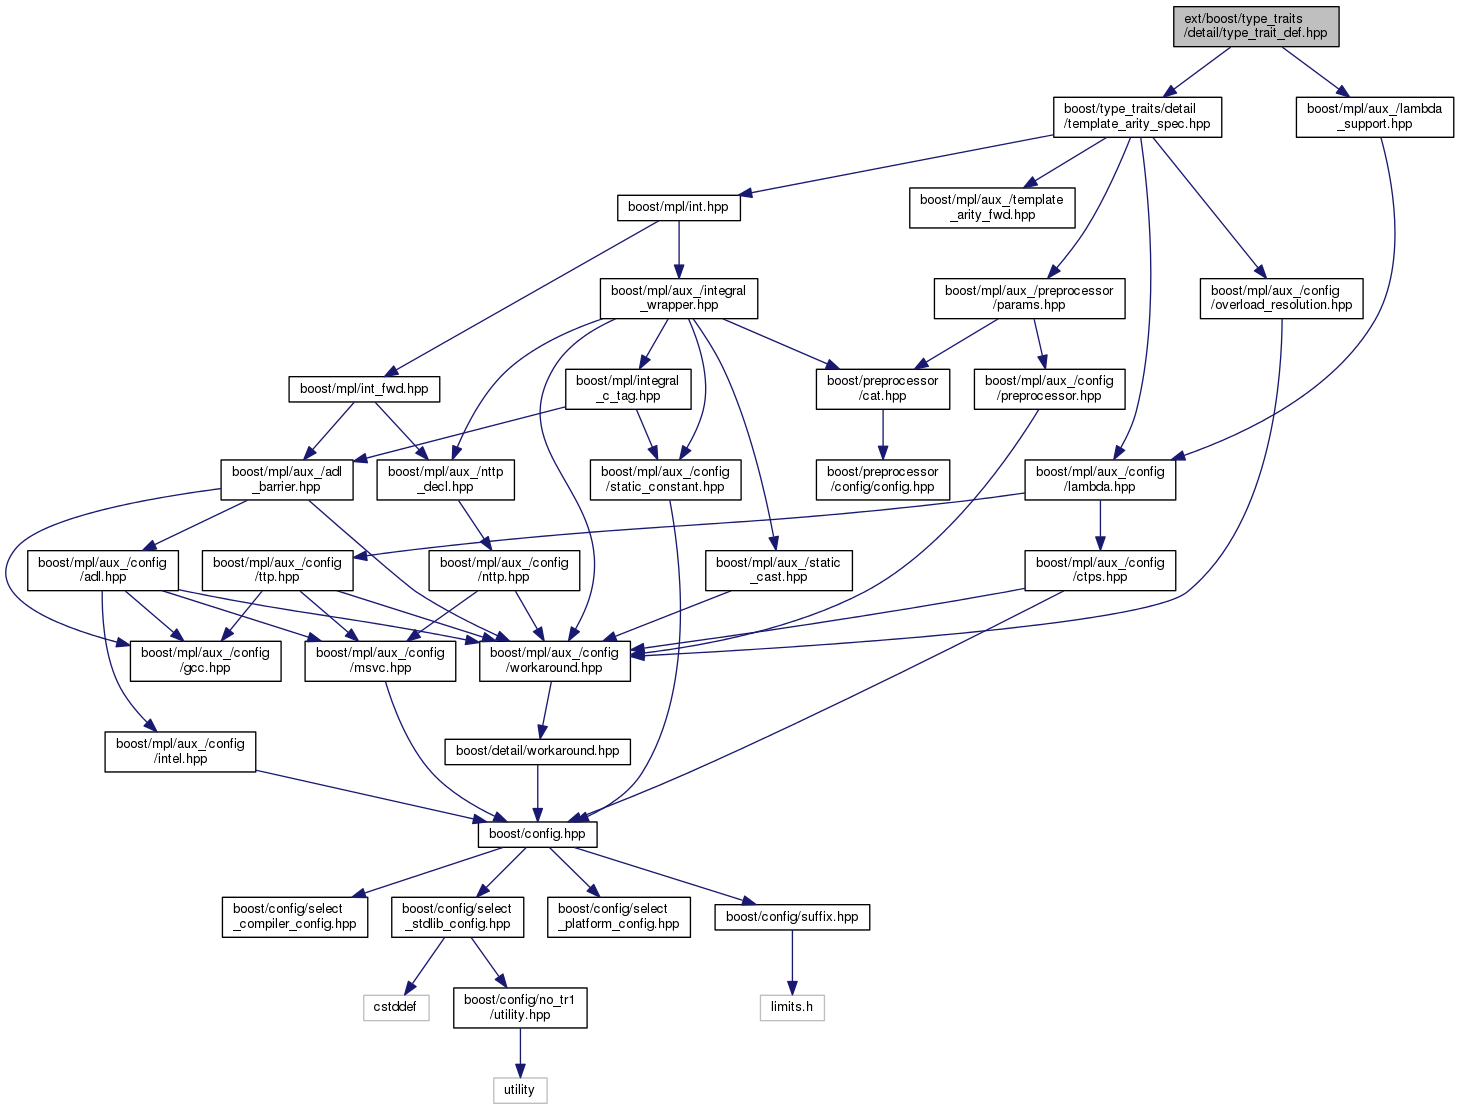 ext/boost/type_traits
/detail/type_trait_def.hpp
boost/type_traits/detail
/template_arity_spec.hpp
boost/mpl/aux_/lambda
_support.hpp
boost/mpl/int.hpp
boost/mpl/aux_/template
_arity_fwd.hpp
boost/mpl/aux_/integral
_wrapper.hpp
boost/mpl/aux_/preprocessor
/params.hpp
boost/mpl/aux_/config
/overload_resolution.hpp
boost/mpl/int_fwd.hpp
boost/mpl/integral
_c_tag.hpp
boost/preprocessor
/cat.hpp
boost/mpl/aux_/config
/preprocessor.hpp
boost/mpl/aux_/adl
_barrier.hpp
boost/mpl/aux_/nttp
_decl.hpp
boost/mpl/aux_/config
/static_constant.hpp
boost/preprocessor
/config/config.hpp
boost/mpl/aux_/config
/lambda.hpp
boost/mpl/aux_/config
/adl.hpp
boost/mpl/aux_/config
/ttp.hpp
boost/mpl/aux_/config
/nttp.hpp
boost/mpl/aux_/static
_cast.hpp
boost/mpl/aux_/config
/ctps.hpp
boost/mpl/aux_/config
/gcc.hpp
boost/mpl/aux_/config
/msvc.hpp
boost/mpl/aux_/config
/workaround.hpp
boost/mpl/aux_/config
/intel.hpp
boost/detail/workaround.hpp
boost/config.hpp
boost/config/select
_compiler_config.hpp
boost/config/select
_stdlib_config.hpp
boost/config/select
_platform_config.hpp
boost/config/suffix.hpp
cstddef
boost/config/no_tr1
/utility.hpp
limits.h
utility